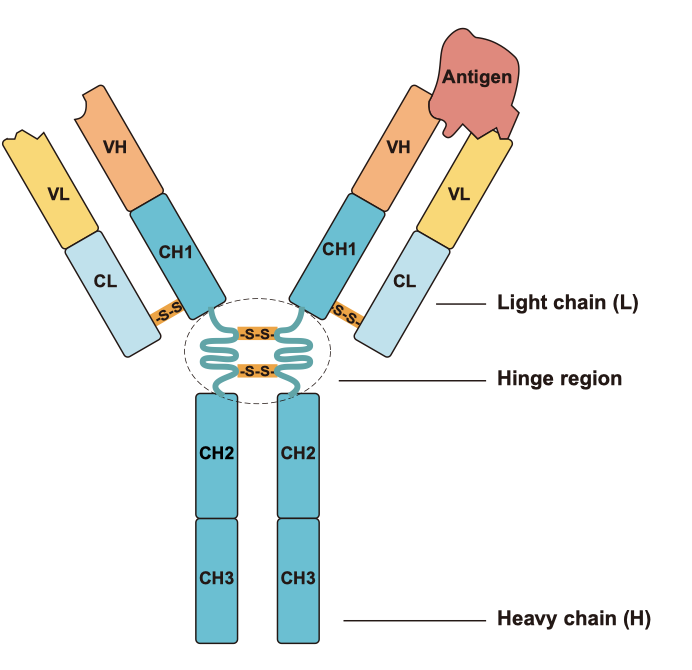 Antigen
VH
VH
VL
VL
CH1
CH1
CL
CL
-S-S-
-S-S-
Light chain (L)
-S-S-
-S-S-
Hinge region
CH2
CH2
CH3
CH3
Heavy chain (H)